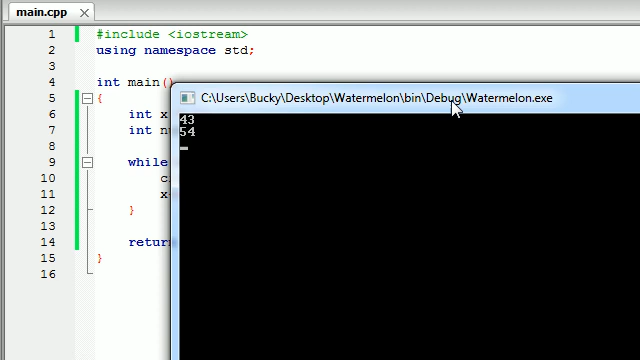 main.cpp
1 #include <iostream>
2 using namespace std;
3
4 int main()
5 {
6 int x
7 int
8
9 while
10
11 x
12 }
13
14 return
15 }
16
C:\Users\Bucky\Desktop\Watermelon\bin\Debug\Watermelon.exe
43
54